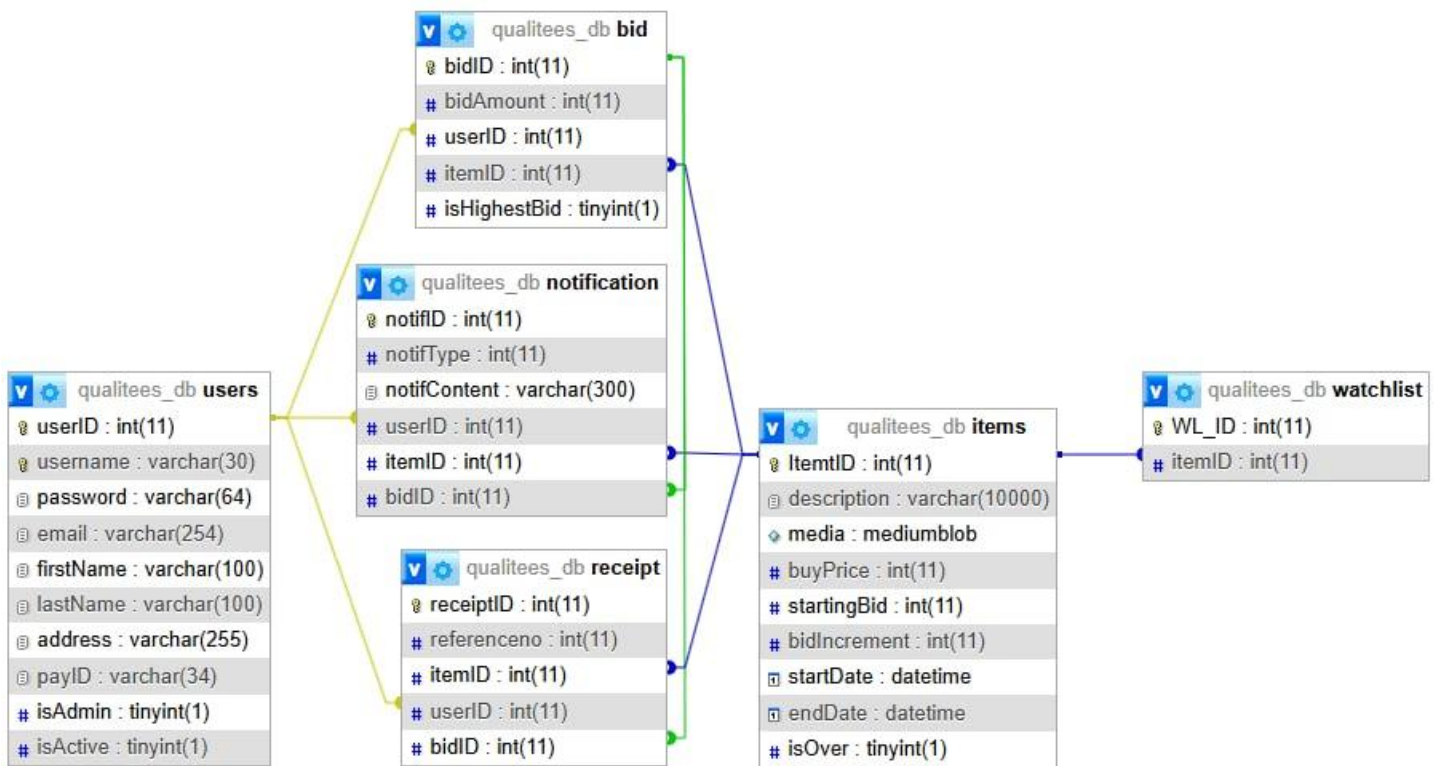 qualitees_db bid
bidID : int(11)
bidAmount : int(11)
userID : int(11)
itemID : int(11)
isHighestBid : tinyint(1)
qualitees_db notification
notifID : int(11)
notifType : int(11)
notifContent : varchar(300)
userID : int(11)
itemID : int(11)
bidID : int(11)
qualitees_db users
userID : int(11)
username : varchar(30)
password : varchar(64)
email : varchar(254)
firstName : varchar(100)
lastName : varchar(100)
address : varchar(255)
payID : varchar(34)
isAdmin : tinyint(1)
isActive : tinyint(1)
qualitees_db receipt
receiptID : int(11)
referenceno : int(11)
itemID : int(11)
userID : int(11)
bidID : int(11)
qualitees_db items
ItemtID : int(11)
description : varchar(10000)
media : mediumblob
buyPrice : int(11)
startingBid : int(11)
bidIncrement : int(11)
startDate : datetime
endDate : datetime
isOver : tinyint(1)
qualitees_db watchlist
WL_ID : int(11)
itemID : int(11)